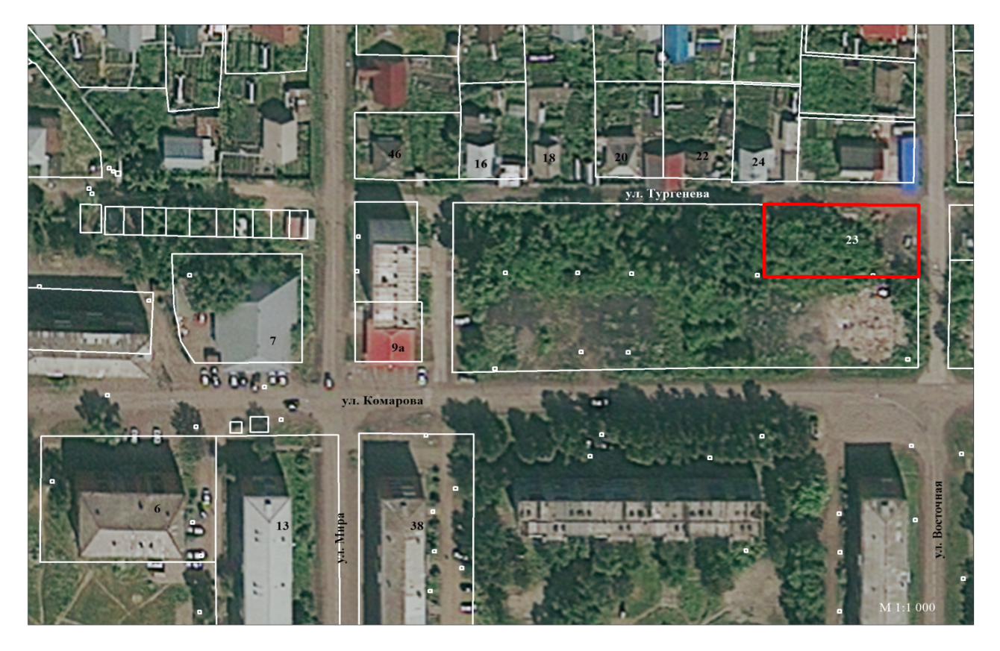 46
16
18
20
22
24
ул. Тургенева
23
7
9а
ул. Комарова
6
13
ул. Мира
38
ул. Восточная
М 1:1 000